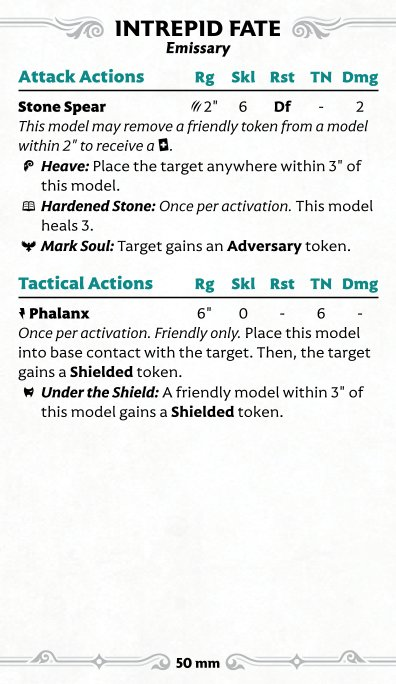 INTREPID FATE
Emissary
Attack Actions Rg Skl Rst TN Dmg
Stone Spear 2" 6 Df - 2
This model may remove a friendly token from a model
within 2" to receive a .
Heave: Place the target anywhere within 3" of
this model.
Hardened Stone: Once per activation. This model
heals 3.
Mark Soul: Target gains an Adversary token.
Tactical Actions Rg Skl Rst TN Dmg
Phalanx 6" 0 - 6 -
Once per activation. Friendly only. Place this model
into base contact with the target. Then, the target
gains a Shielded token.
Under the Shield: A friendly model within 3" of
this model gains a Shielded token.
50 mm